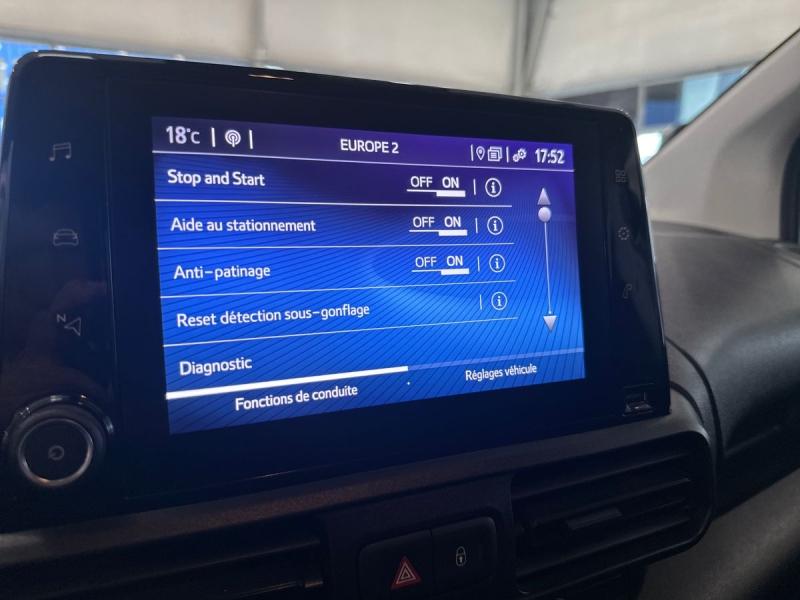 18°C
EUROPE 2
17:52
Stop and Start
OFF ON
Aide au stationnement
OFF ON
Anti-patinage
OFF ON
Reset détection sous-gonflage
Diagnostic
Fonctions de conduite
Réglages véhicule
N